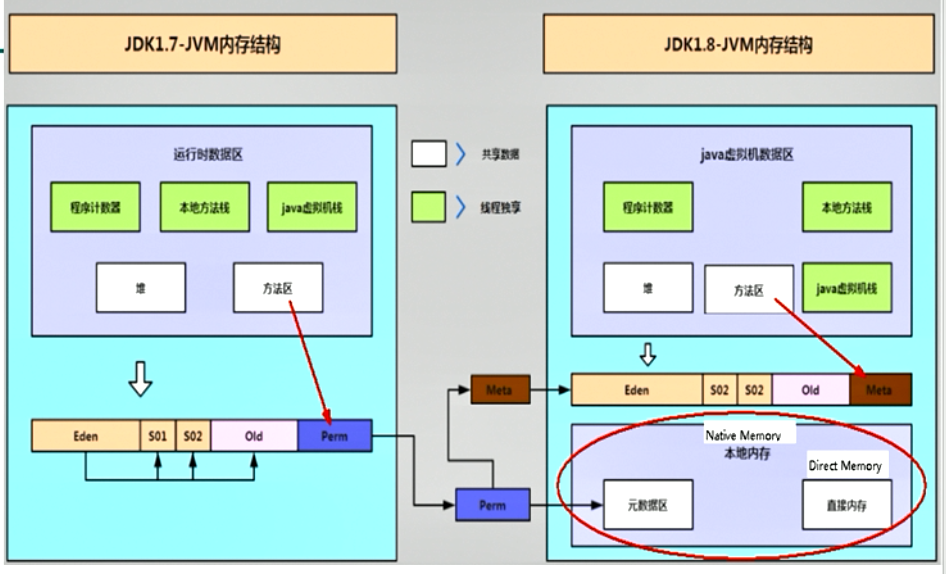 JDK1.7-JVM内存结构
JDK1.8-JVM内存结构
运行时数据区
程序计数器
本地方法栈
java虚拟机栈
堆
方法区
共享数据
线程独享
java虚拟机数据区
程序计数器
本地方法栈
堆
方法区
java虚拟机栈
Eden
S01
S02
Old
Perm
Meta
Perm
Eden
S02
S02
Old
Meta
Native Memory
本地内存
Direct Memory
元数据区
直接内存